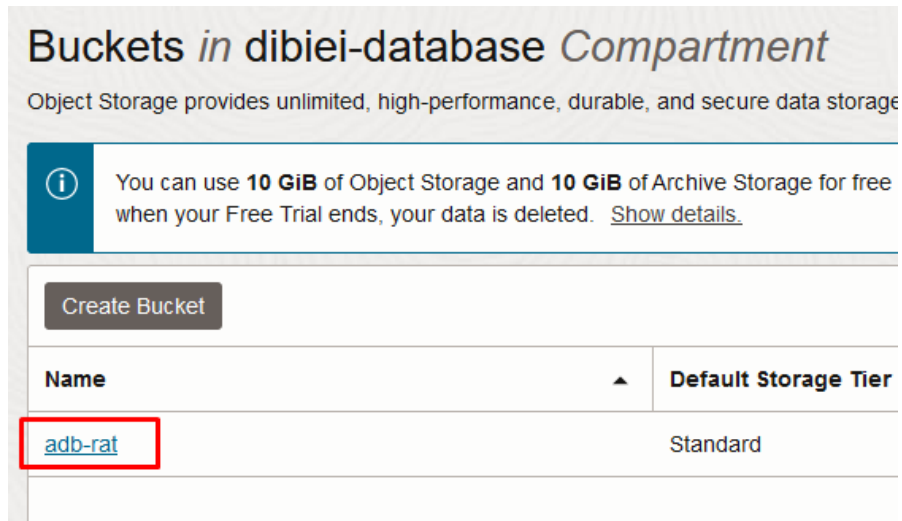 Buckets in dibiei-database Compartment
Object Storage provides unlimited, high-performance, durable, and secure data storage
You can use 10 GiB of Object Storage and 10 GiB of Archive Storage for free
when your Free Trial ends, your data is deleted. Show details.
Create Bucket
Name Default Storage Tier
adb-rat Standard